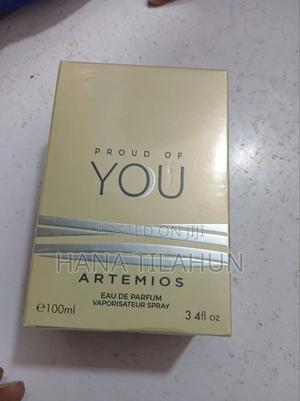 PROUD OF
YOU
POSTED ON JIJI
HANA TILAHUN
ARTEMIOS
EAU DE PARFUM
VAPORISATEUR SPRAY
℮100ml
3 4fl oz